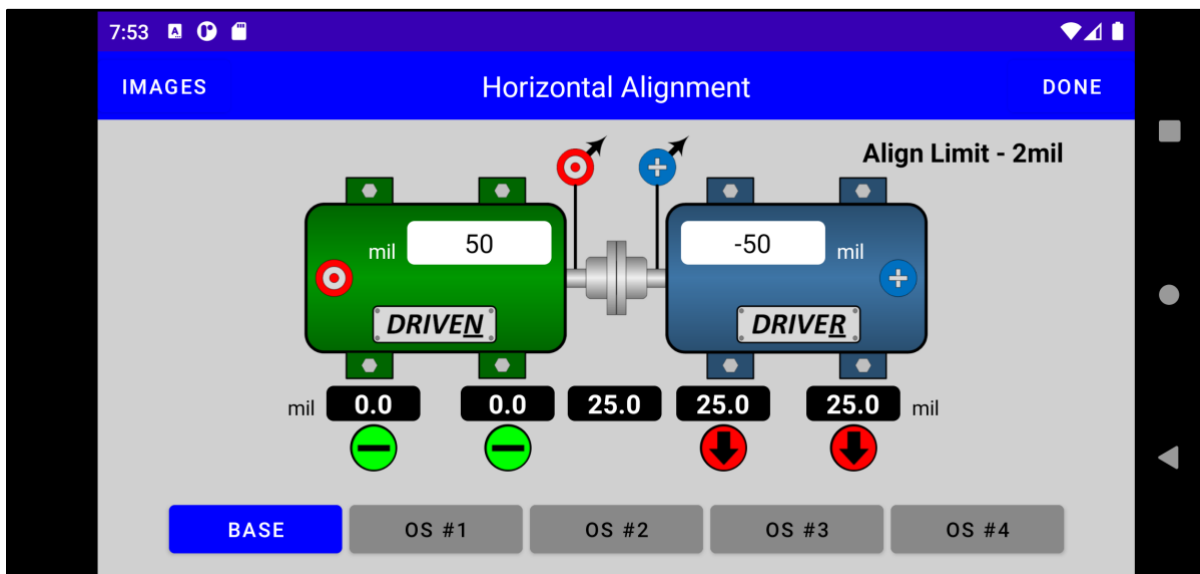 7:53
IMAGES Horizontal Alignment DONE
Align Limit - 2mil
mil 50 -50 mil
DRIVEN DRIVER
mil 0.0 0.0 25.0 25.0 25.0 mil
BASE OS #1 OS #2 OS #3 OS #4